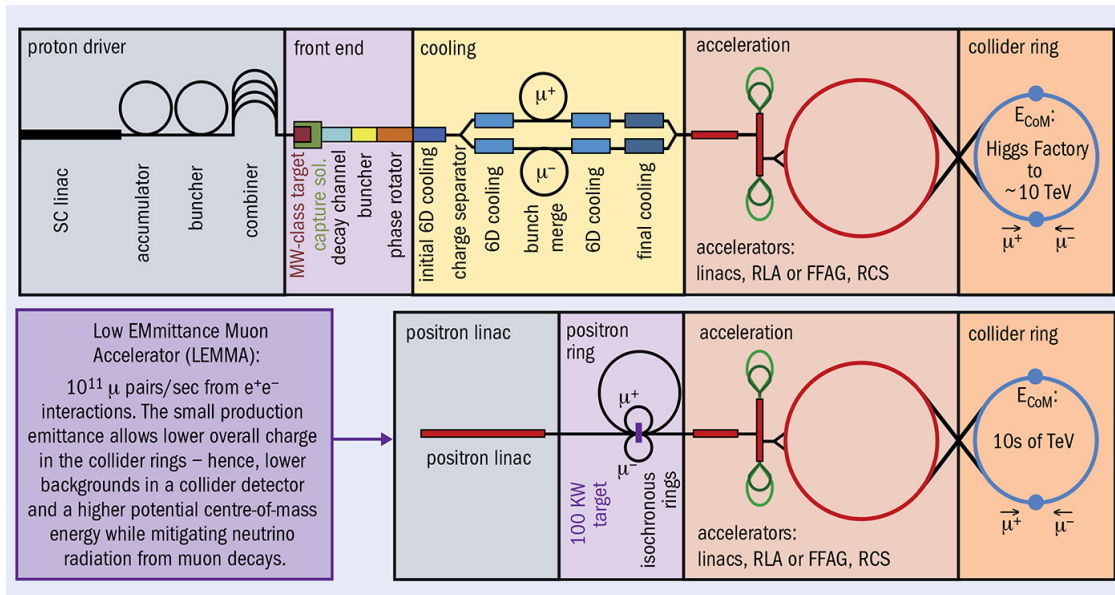 proton driver
front end
cooling
acceleration
collider ring
SC linac
accumulator
buncher
combiner
MW-class target
capture sol.
decay channel
buncher
phase rotator
initial 6D cooling
charge separator
6D cooling
μ⁺
μ⁻
bunch
merge
6D cooling
final cooling
accelerators:
linacs, RLA or FFAG, RCS
E_CoM:
Higgs Factory
to
~10 TeV
μ⁺ μ⁻
Low EMmittance Muon
Accelerator (LEMMA):
10¹¹ μ pairs/sec from e⁺e⁻
interactions. The small production
emittance allows lower overall charge
in the collider rings – hence, lower
backgrounds in a collider detector
and a higher potential centre-of-mass
energy while mitigating neutrino
radiation from muon decays.
positron linac
positron
ring
acceleration
collider ring
positron linac
μ⁺
μ⁻
100 KW
target
isochronous
rings
accelerators:
linacs, RLA or FFAG, RCS
E_CoM:
10s of TeV
μ⁺ μ⁻